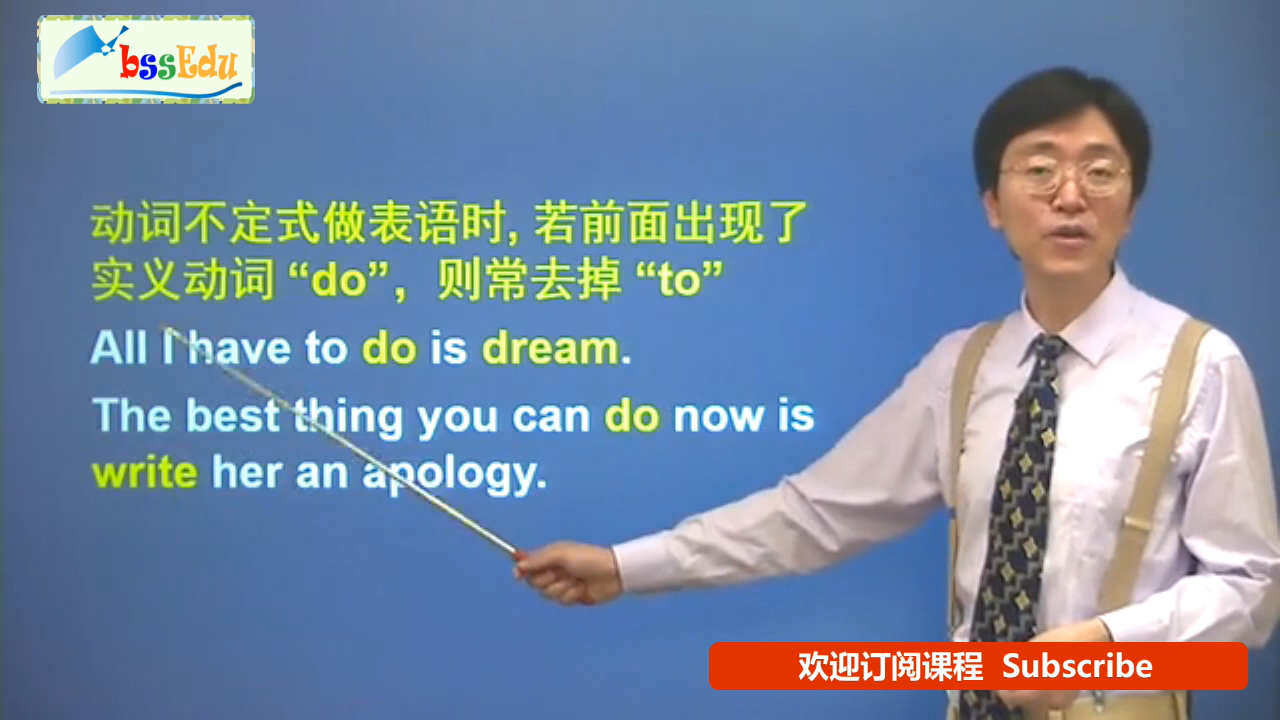 bssEdu
动词不定式做表语时, 若前面出现了
实义动词 “do”，则常去掉 “to”
All I have to do is dream.
The best thing you can do now is
write her an apology.
欢迎订阅课程 Subscribe